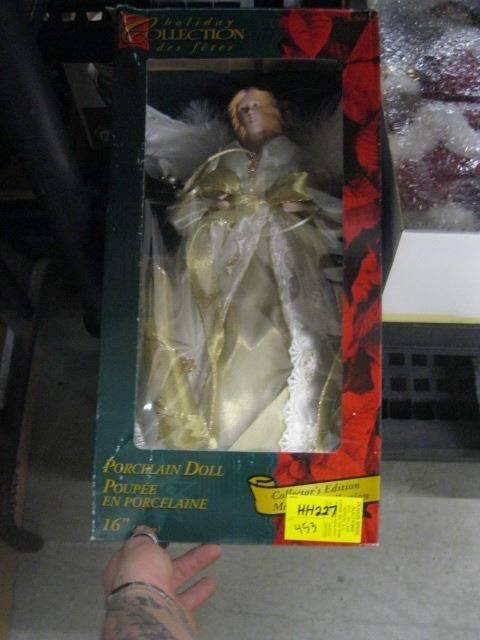 holiday
COLLECTION
des fêtes
PORCELAIN DOLL
POUPÉE
EN PORCELAINE
16"
Collector's Edition
HH227
453